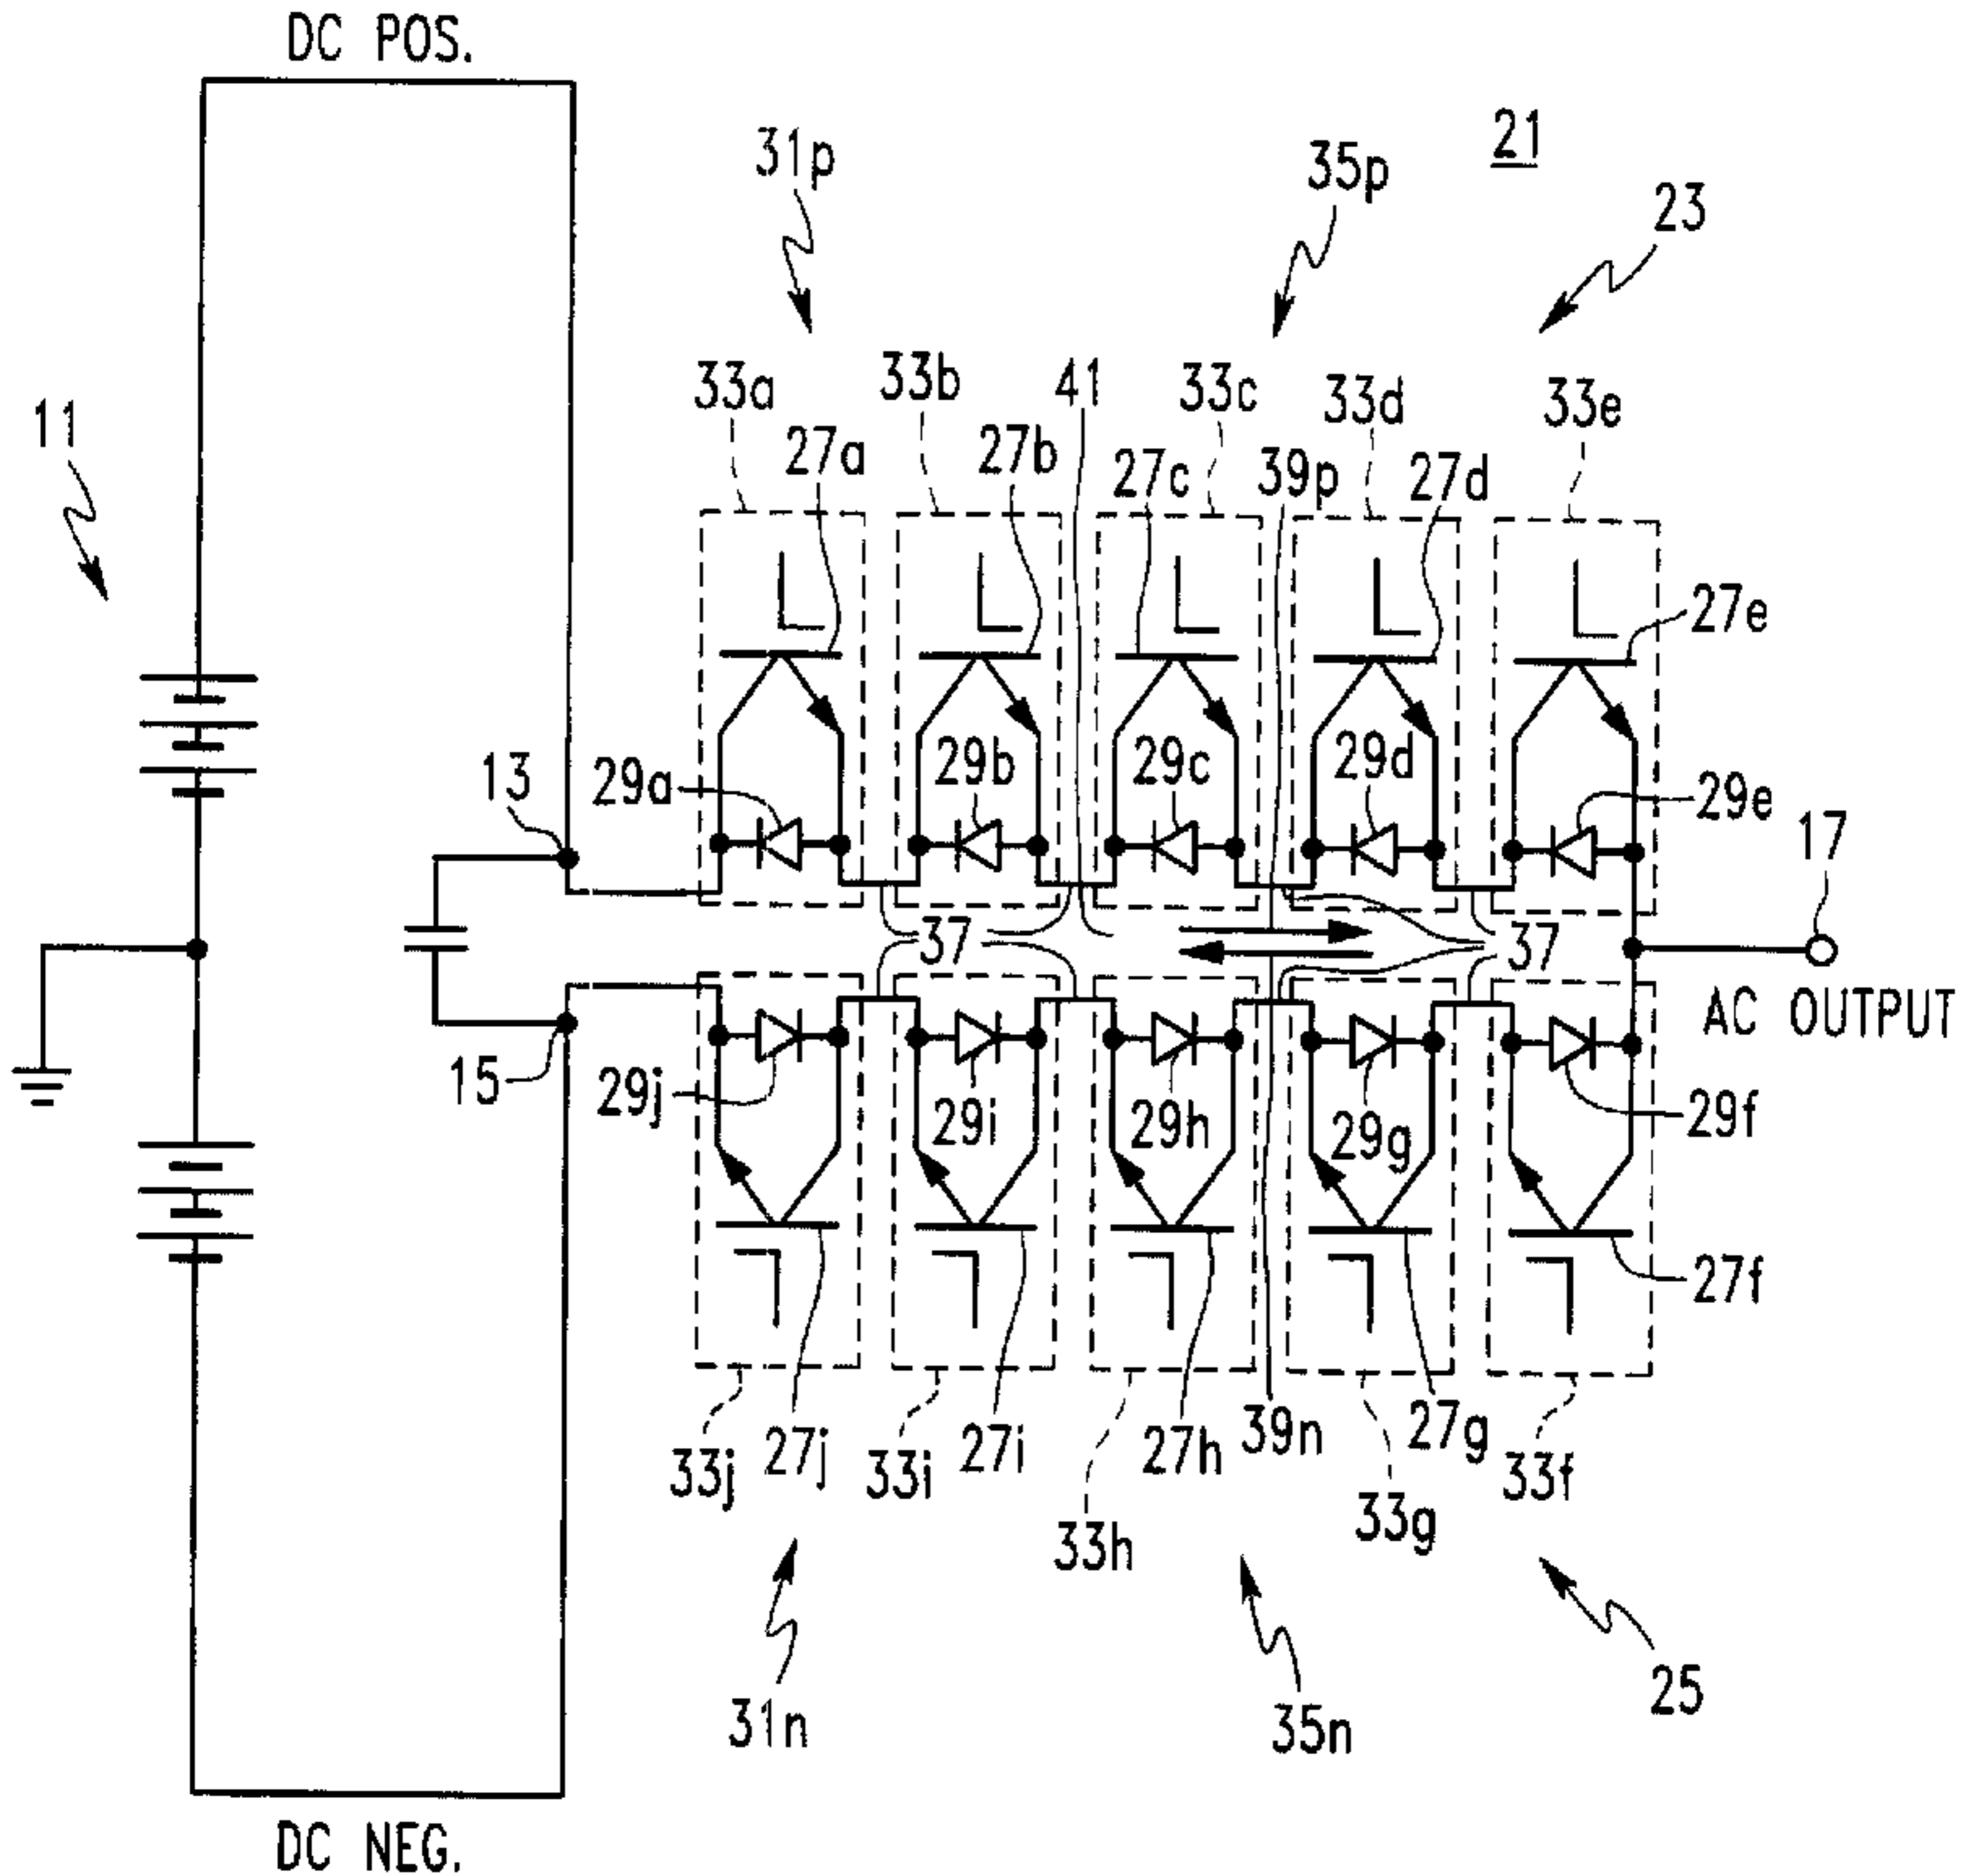 DC POS.
31p
35p
21
23
11
33a
33b
41
33c
33d
33e
27a
27b
27c
39p
27d
27e
13
29a
29b
29c
29d
29e
17
37
37
AC OUTPUT
15
29j
29i
29h
29g
29f
27f
33j
27j
33i
27i
27h
39n
27g
33f
33h
33g
31n
35n
25
DC NEG.